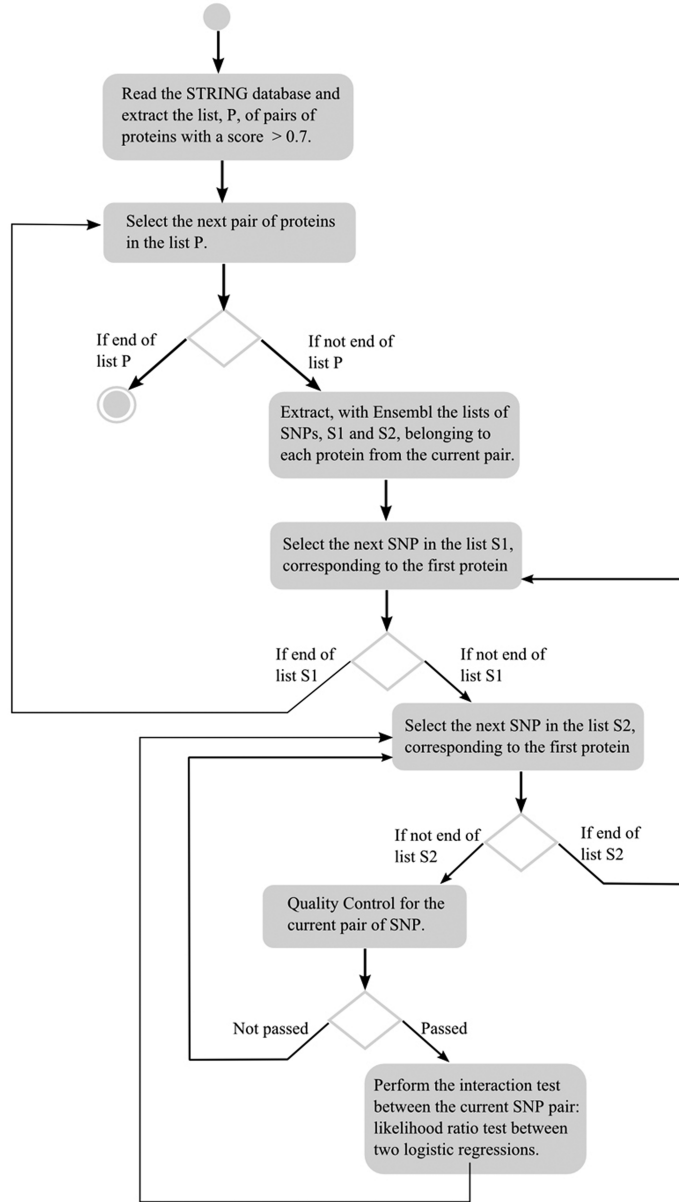 Read the STRING database and
extract the list, P, of pairs of
proteins with a score > 0.7.
Select the next pair of proteins
in the list P.
If end of
list P
If not end of
list P
Extract, with Ensembl the lists of
SNPs, S1 and S2, belonging to
each protein from the current pair.
Select the next SNP in the list S1,
corresponding to the first protein
If end of
list S1
If not end of
list S1
Select the next SNP in the list S2,
corresponding to the first protein
If not end of
list S2
If end of
list S2
Quality Control for the
current pair of SNP.
Not passed
Passed
Perform the interaction test
between the current SNP pair:
likelihood ratio test between
two logistic regressions.